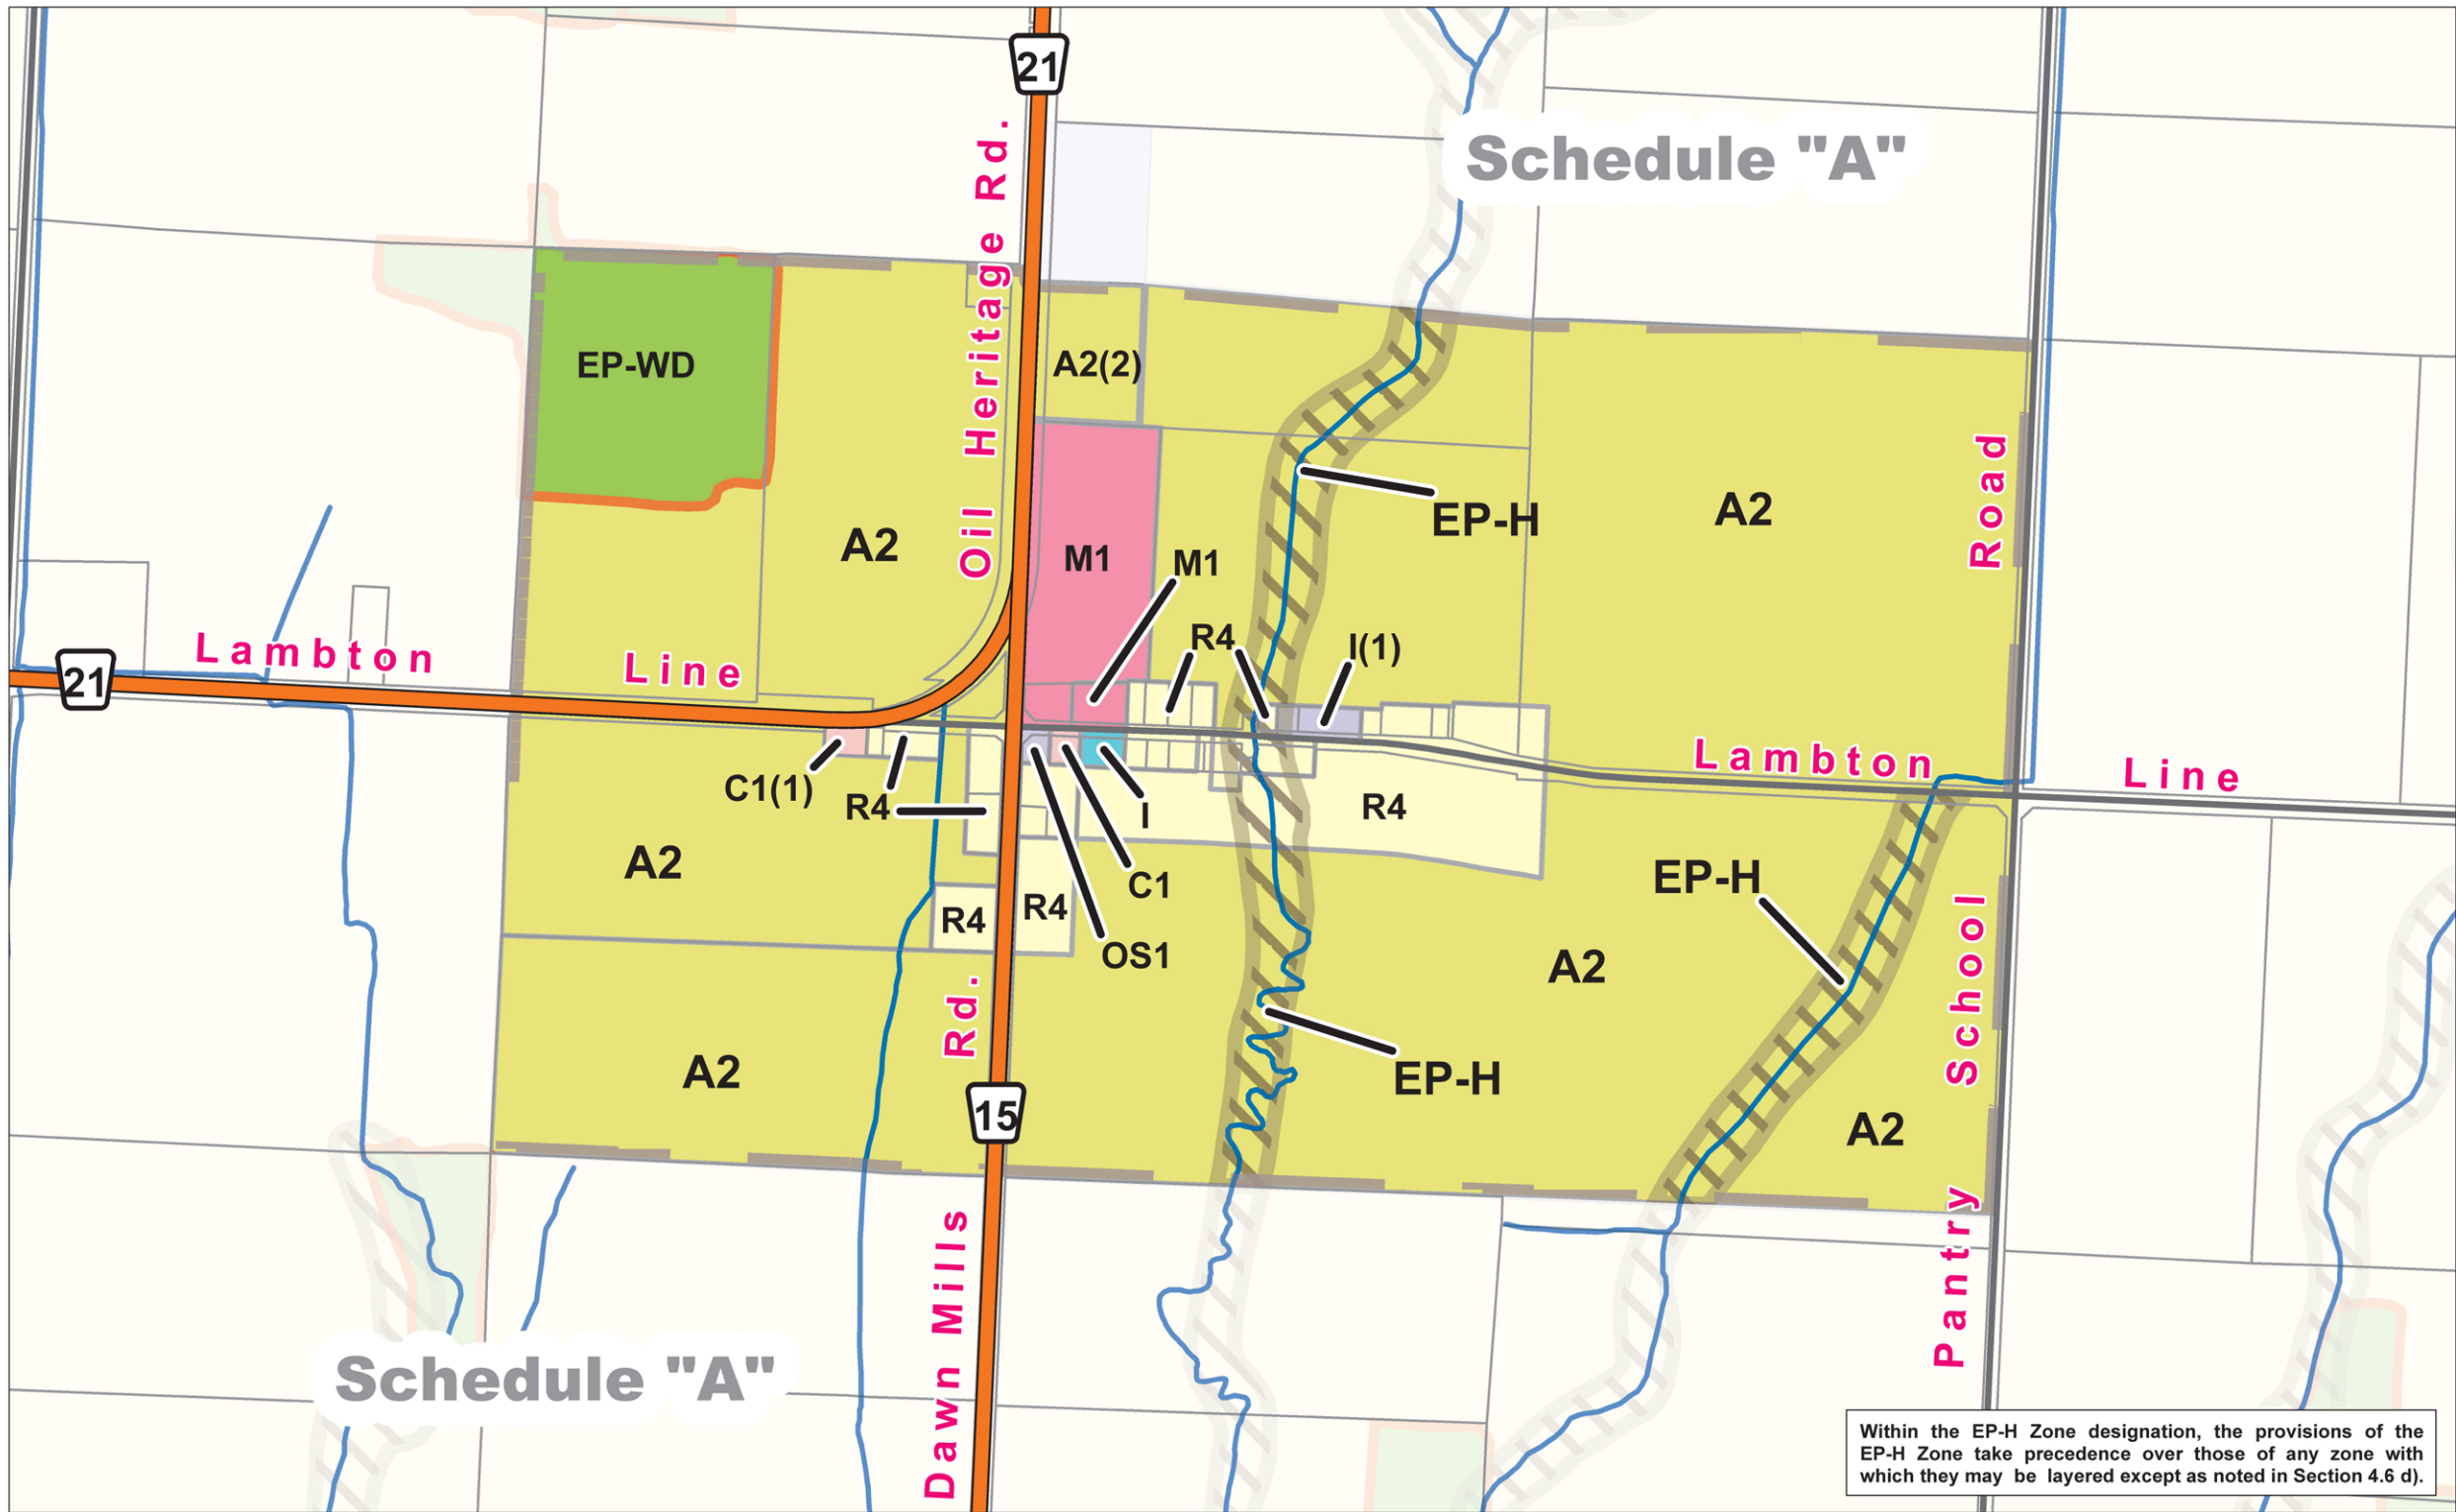 21
Schedule "A"
Oil Heritage Rd.
EP-WD
A2(2)
A2
EP-H
A2
Road
M1
M1
R4
I(1)
Lambton
Line
21
Lambton
Line
C1(1)
R4
I
R4
A2
C1
EP-H
R4
R4
OS1
A2
School
Rd.
A2
EP-H
15
A2
Pantry
Dawn Mills
Schedule "A"
Within the EP-H Zone designation, the provisions of the
EP-H Zone take precedence over those of any zone with
which they may be layered except as noted in Section 4.6 d).